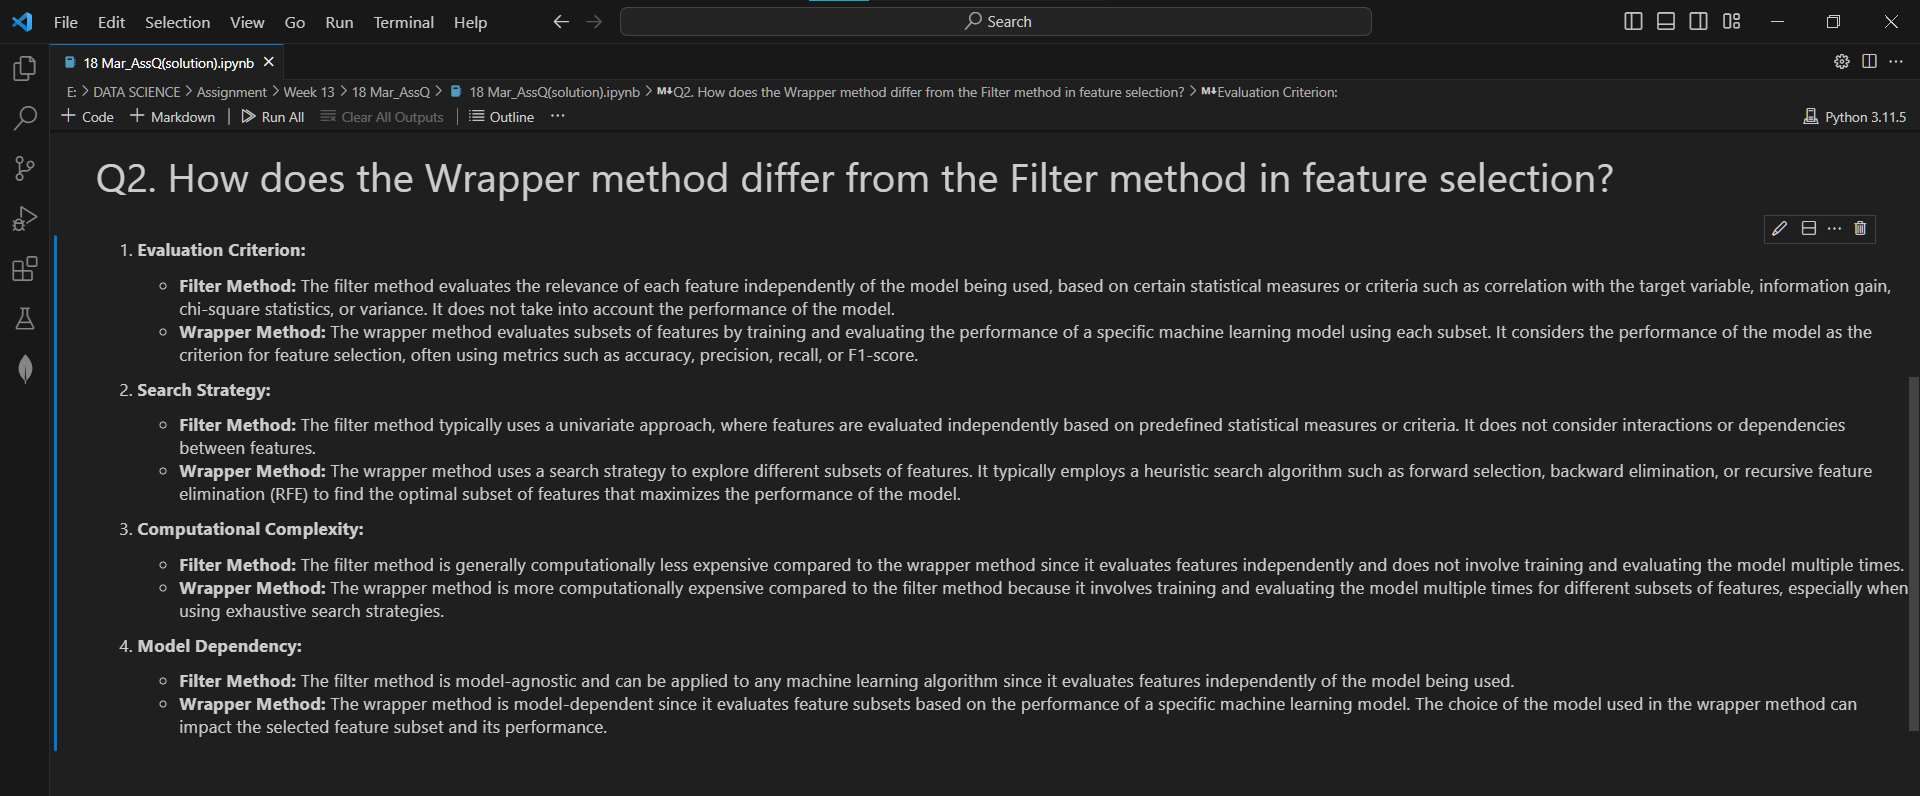 File Edit Selection View Go Run Terminal Help
Search
18 Mar_AssQ(solution).ipynb
E: > DATA SCIENCE > Assignment > Week 13 > 18 Mar_AssQ > 18 Mar_AssQ(solution).ipynb > M↓Q2. How does the Wrapper method differ from the Filter method in feature selection? > M↓Evaluation Criterion:
+ Code + Markdown | Run All Clear All Outputs | Outline ...
Python 3.11.5
Q2. How does the Wrapper method differ from the Filter method in feature selection?
1. Evaluation Criterion:
Filter Method: The filter method evaluates the relevance of each feature independently of the model being used, based on certain statistical measures or criteria such as correlation with the target variable, information gain,
chi-square statistics, or variance. It does not take into account the performance of the model.
Wrapper Method: The wrapper method evaluates subsets of features by training and evaluating the performance of a specific machine learning model using each subset. It considers the performance of the model as the
criterion for feature selection, often using metrics such as accuracy, precision, recall, or F1-score.
2. Search Strategy:
Filter Method: The filter method typically uses a univariate approach, where features are evaluated independently based on predefined statistical measures or criteria. It does not consider interactions or dependencies
between features.
Wrapper Method: The wrapper method uses a search strategy to explore different subsets of features. It typically employs a heuristic search algorithm such as forward selection, backward elimination, or recursive feature
elimination (RFE) to find the optimal subset of features that maximizes the performance of the model.
3. Computational Complexity:
Filter Method: The filter method is generally computationally less expensive compared to the wrapper method since it evaluates features independently and does not involve training and evaluating the model multiple times.
Wrapper Method: The wrapper method is more computationally expensive compared to the filter method because it involves training and evaluating the model multiple times for different subsets of features, especially when
using exhaustive search strategies.
4. Model Dependency:
Filter Method: The filter method is model-agnostic and can be applied to any machine learning algorithm since it evaluates features independently of the model being used.
Wrapper Method: The wrapper method is model-dependent since it evaluates feature subsets based on the performance of a specific machine learning model. The choice of the model used in the wrapper method can
impact the selected feature subset and its performance.